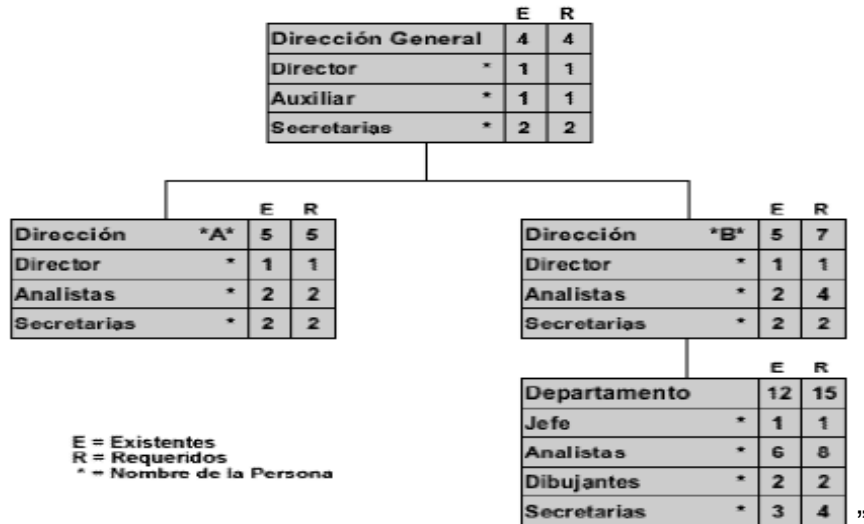 E R
Dirección General 4 4
Director * 1 1
Auxiliar * 1 1
Secretarias * 2 2
E R
Dirección *A* 5 5
Director * 1 1
Analistas * 2 2
Secretarias * 2 2
E R
Dirección *B* 5 7
Director * 1 1
Analistas * 2 4
Secretarias * 2 2
E R
Departamento 12 15
Jefe * 1 1
Analistas * 6 8
Dibujantes * 2 2
Secretarias * 3 4 ”
E = Existentes
R = Requeridos
* = Nombre de la Persona